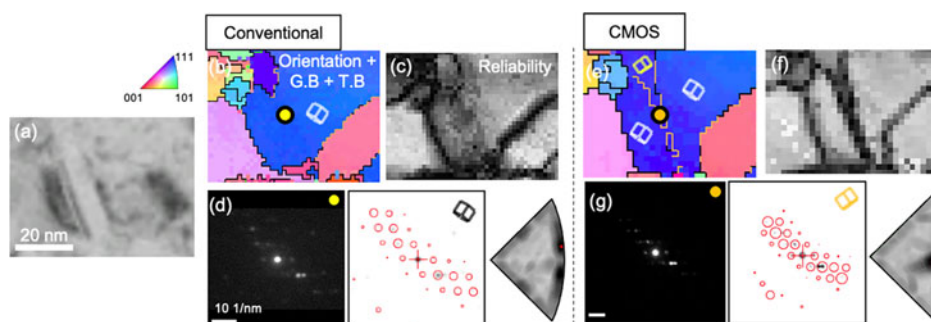 Conventional
CMOS
111
001 101
(a)
20 nm
(b)
Orientation +
G.B + T.B
(c)
Reliability
(d)
10 1/nm
(e)
(f)
(g)